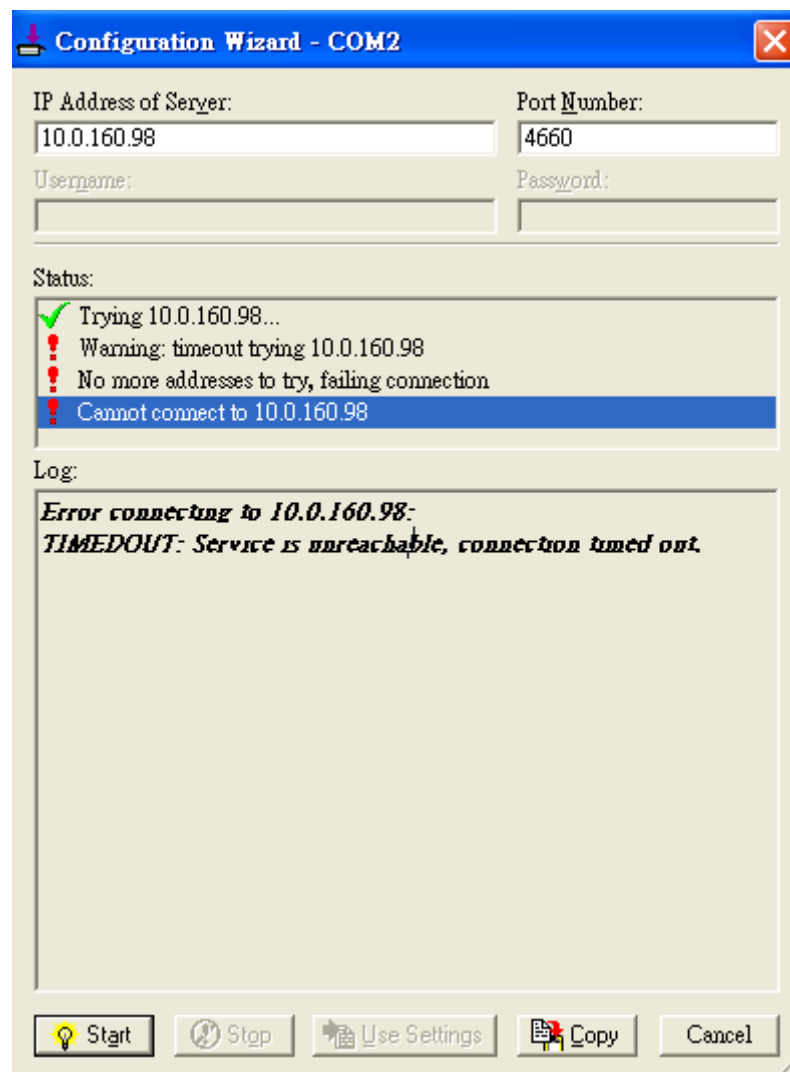 Configuration Wizard - COM2
IP Address of Server: Port Number:
10.0.160.98 4660
Username: Password:
Status:
Trying 10.0.160.98...
Warning: timeout trying 10.0.160.98
No more addresses to try, failing connection
Cannot connect to 10.0.160.98
Log:
Error connecting to 10.0.160.98:
TIMEDOUT: Service is unreachable, connection timed out.
Start Stop Use Settings Copy Cancel